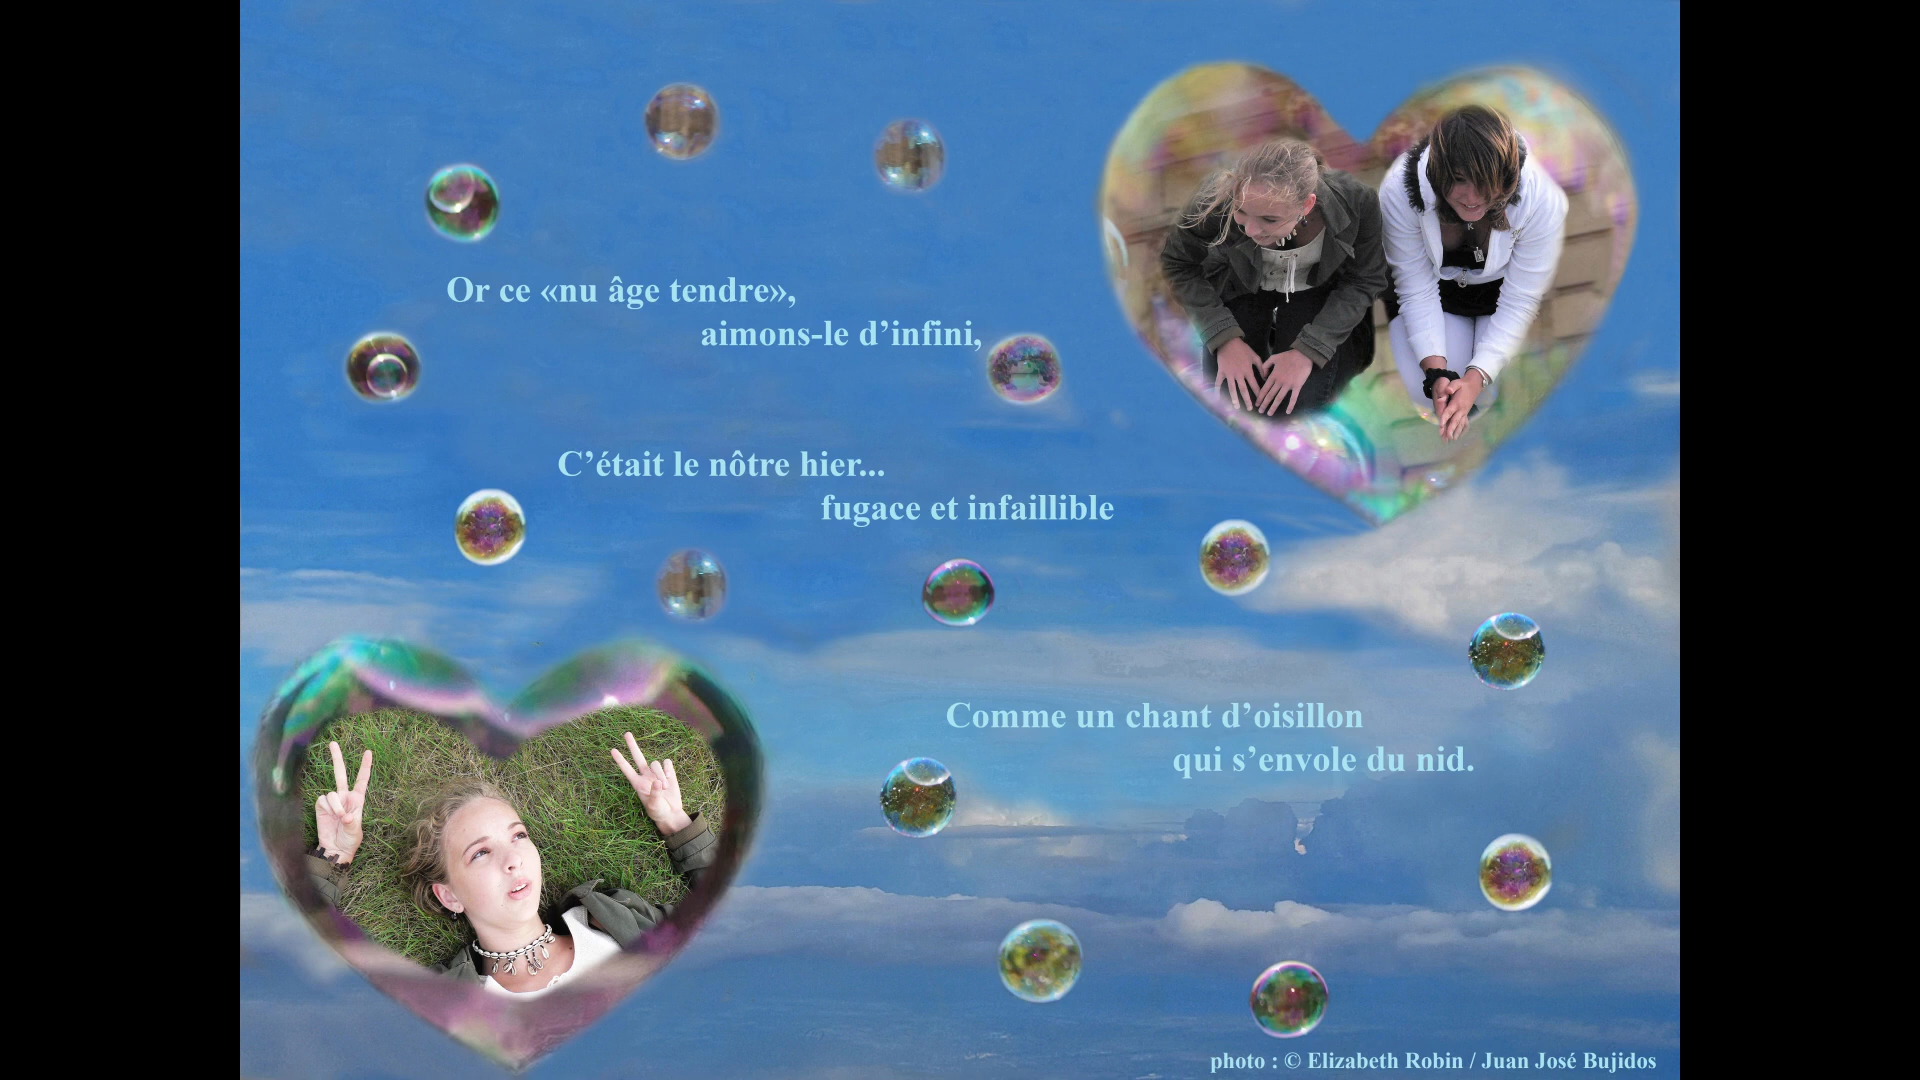 Or ce «nu âge tendre»,
aimons-le d’infini,
C’était le nôtre hier...
fugace et infaillible
Comme un chant d’oisillon
qui s’envole du nid.
photo : © Elizabeth Robin / Juan José Bujidos